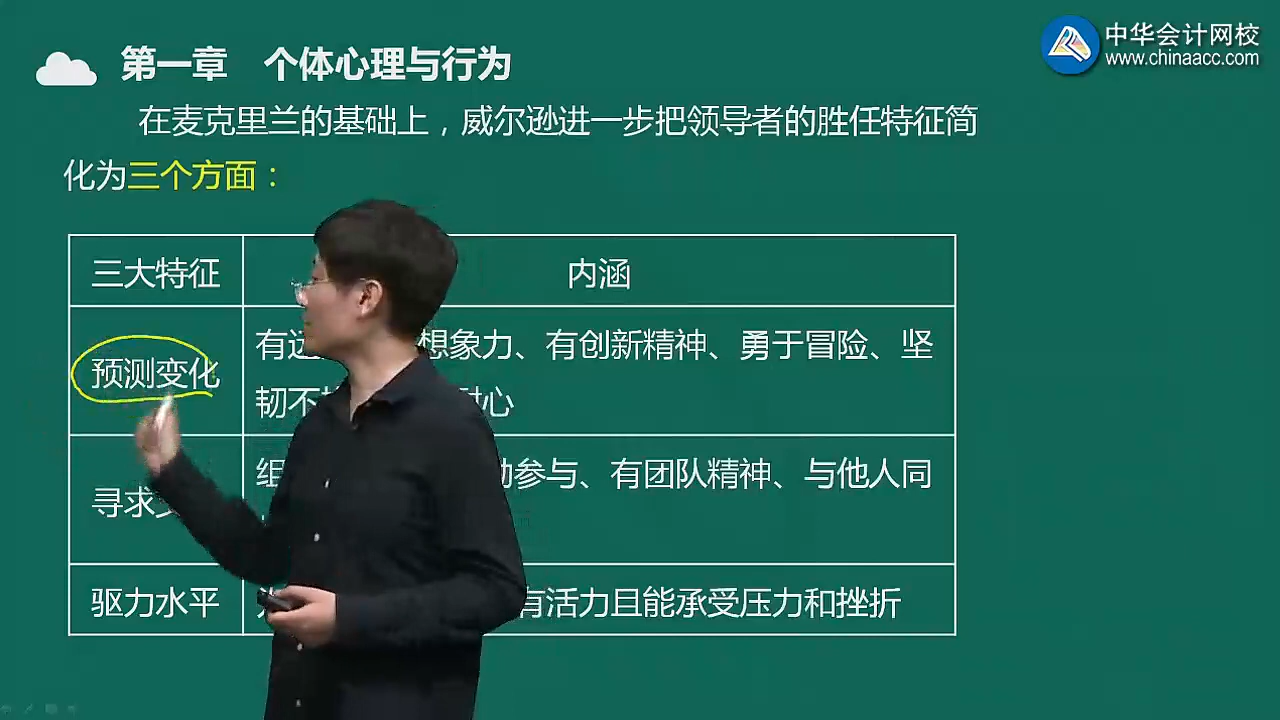 中华会计网校
www.chinaacc.com
第一章 个体心理与行为
在麦克里兰的基础上，威尔逊进一步把领导者的胜任特征简
化为三个方面：
三大特征
内涵
预测变化
有远 想象力、有创新精神、勇于冒险、坚
韧不 耐心
寻求
组 参与、有团队精神、与他人同
驱力水平
有活力且能承受压力和挫折